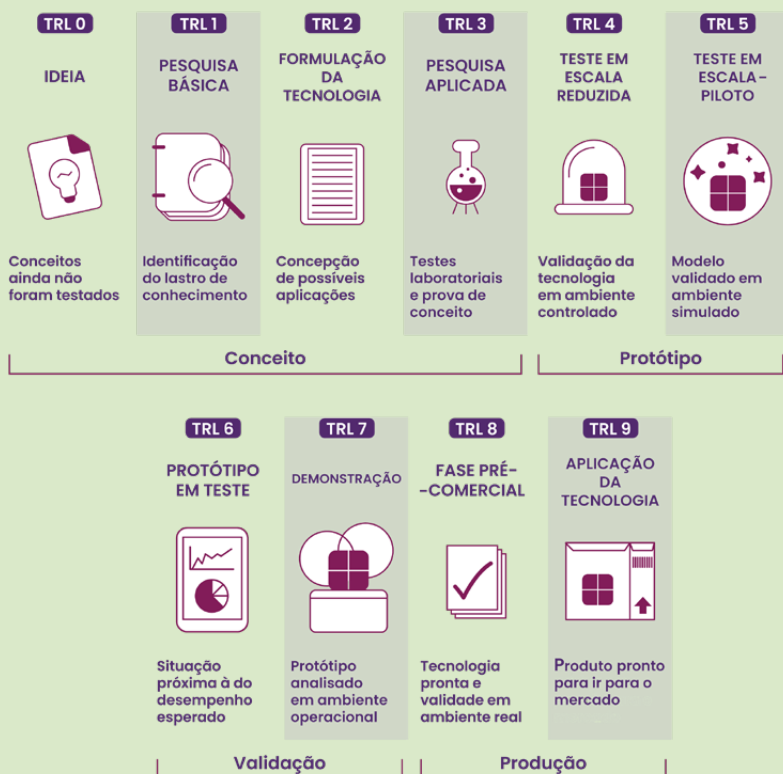 TRL 0
IDEIA
Conceitos
ainda não
foram testados
TRL 1
PESQUISA
BÁSICA
Identificação
do lastro de
conhecimento
TRL 2
FORMULAÇÃO
DA
TECNOLOGIA
Concepção
de possíveis
aplicações
TRL 3
PESQUISA
APLICADA
Testes
laboratoriais
e prova de
conceito
TRL 4
TESTE EM
ESCALA
REDUZIDA
Validação da
tecnologia
em ambiente
controlado
TRL 5
TESTE EM
ESCALA-
PILOTO
Modelo
validado em
ambiente
simulado
Conceito
Protótipo
TRL 6
PROTÓTIPO
EM TESTE
Situação
próxima à do
desempenho
esperado
TRL 7
DEMONSTRAÇÃO
Protótipo
analisado
em ambiente
operacional
TRL 8
FASE PRÉ-
-COMERCIAL
Tecnologia
pronta e
validade em
ambiente real
TRL 9
APLICAÇÃO
DA
TECNOLOGIA
Produto pronto
para ir para o
mercado
Validação
Produção